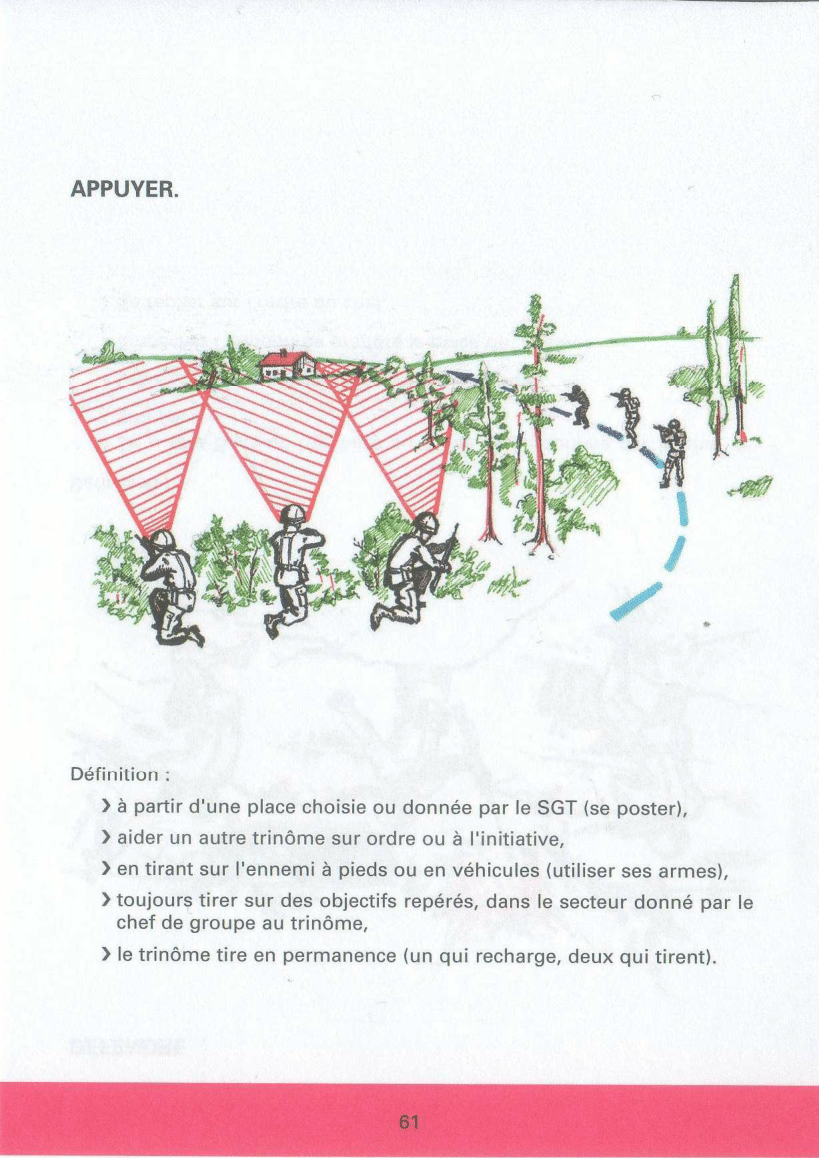 APPUYER.
Définition :
❯ à partir d'une place choisie ou donnée par le SGT (se poster),
❯ aider un autre trinôme sur ordre ou à l'initiative,
❯ en tirant sur l'ennemi à pieds ou en véhicules (utiliser ses armes),
❯ toujours tirer sur des objectifs repérés, dans le secteur donné par le
chef de groupe au trinôme,
❯ le trinôme tire en permanence (un qui recharge, deux qui tirent).
61